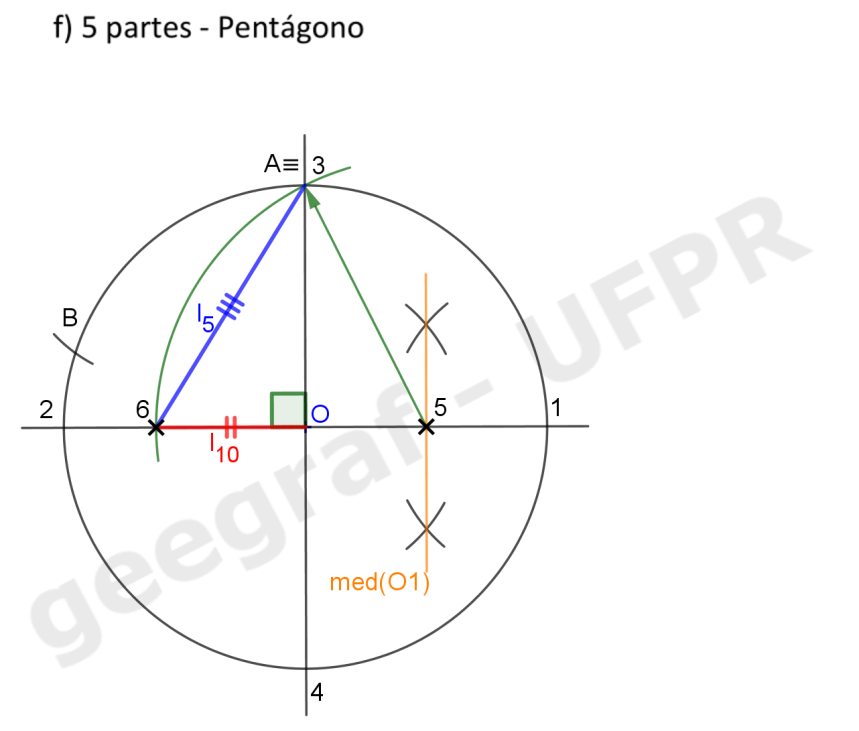 f) 5 partes - Pentágono
A≡ 3
B
l5
2
6
O
5
1
l10
med(O1)
4
geegraf - UFPR